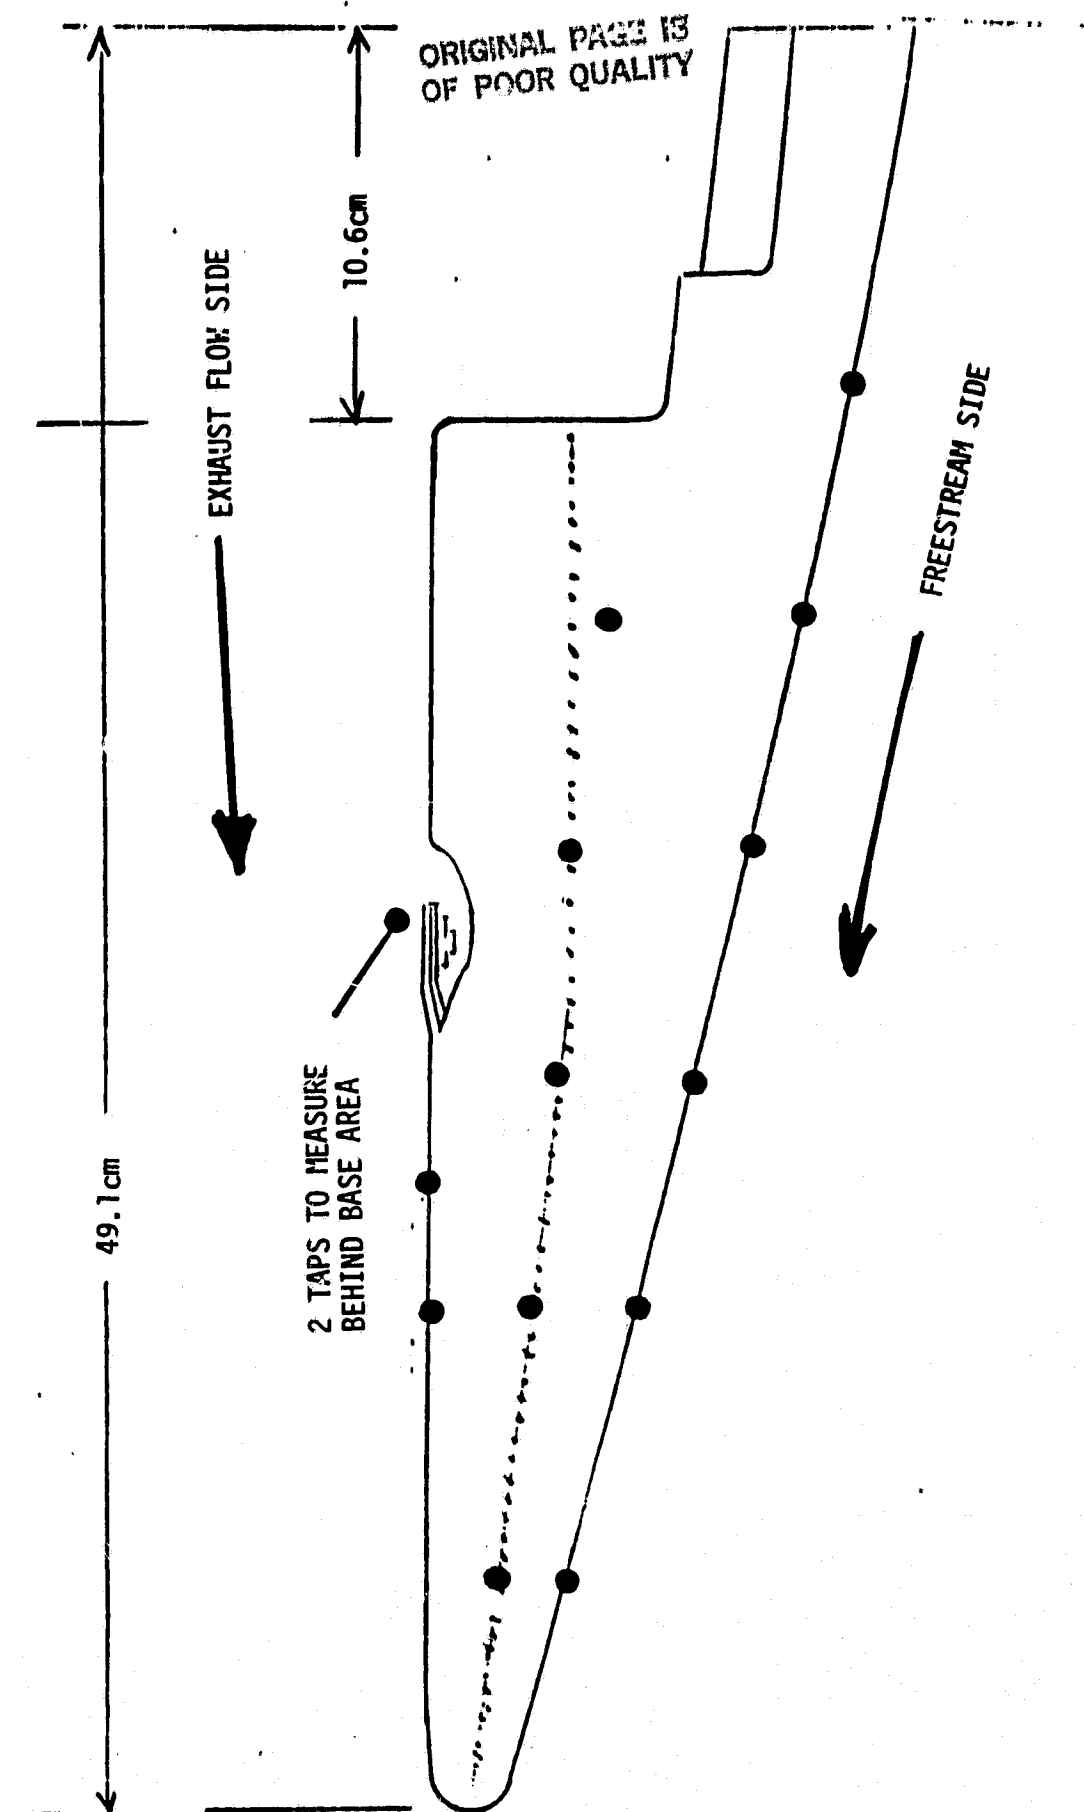 ORIGINAL PAGE IS
OF POOR QUALITY
10.6cm
EXHAUST FLOW SIDE
FREESTREAM SIDE
2 TAPS TO MEASURE
BEHIND BASE AREA
49.1cm